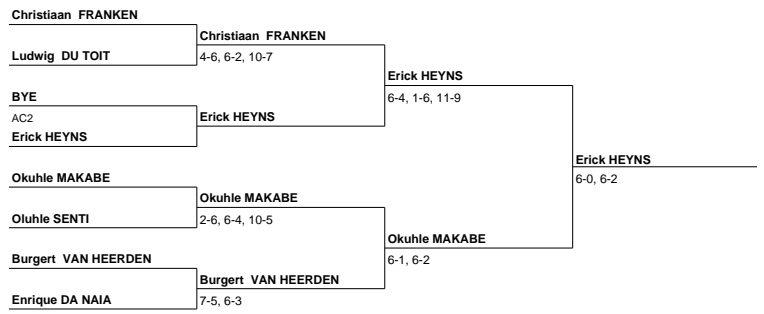 Christiaan FRANKEN
Christiaan FRANKEN
Ludwig DU TOIT
4-6, 6-2, 10-7
Erick HEYNS
BYE
6-4, 1-6, 11-9
AC2
Erick HEYNS
Erick HEYNS
Erick HEYNS
Okuhle MAKABE
6-0, 6-2
Okuhle MAKABE
Oluhle SENTI
2-6, 6-4, 10-5
Okuhle MAKABE
Burgert VAN HEERDEN
6-1, 6-2
Burgert VAN HEERDEN
Enrique DA NAIA
7-5, 6-3